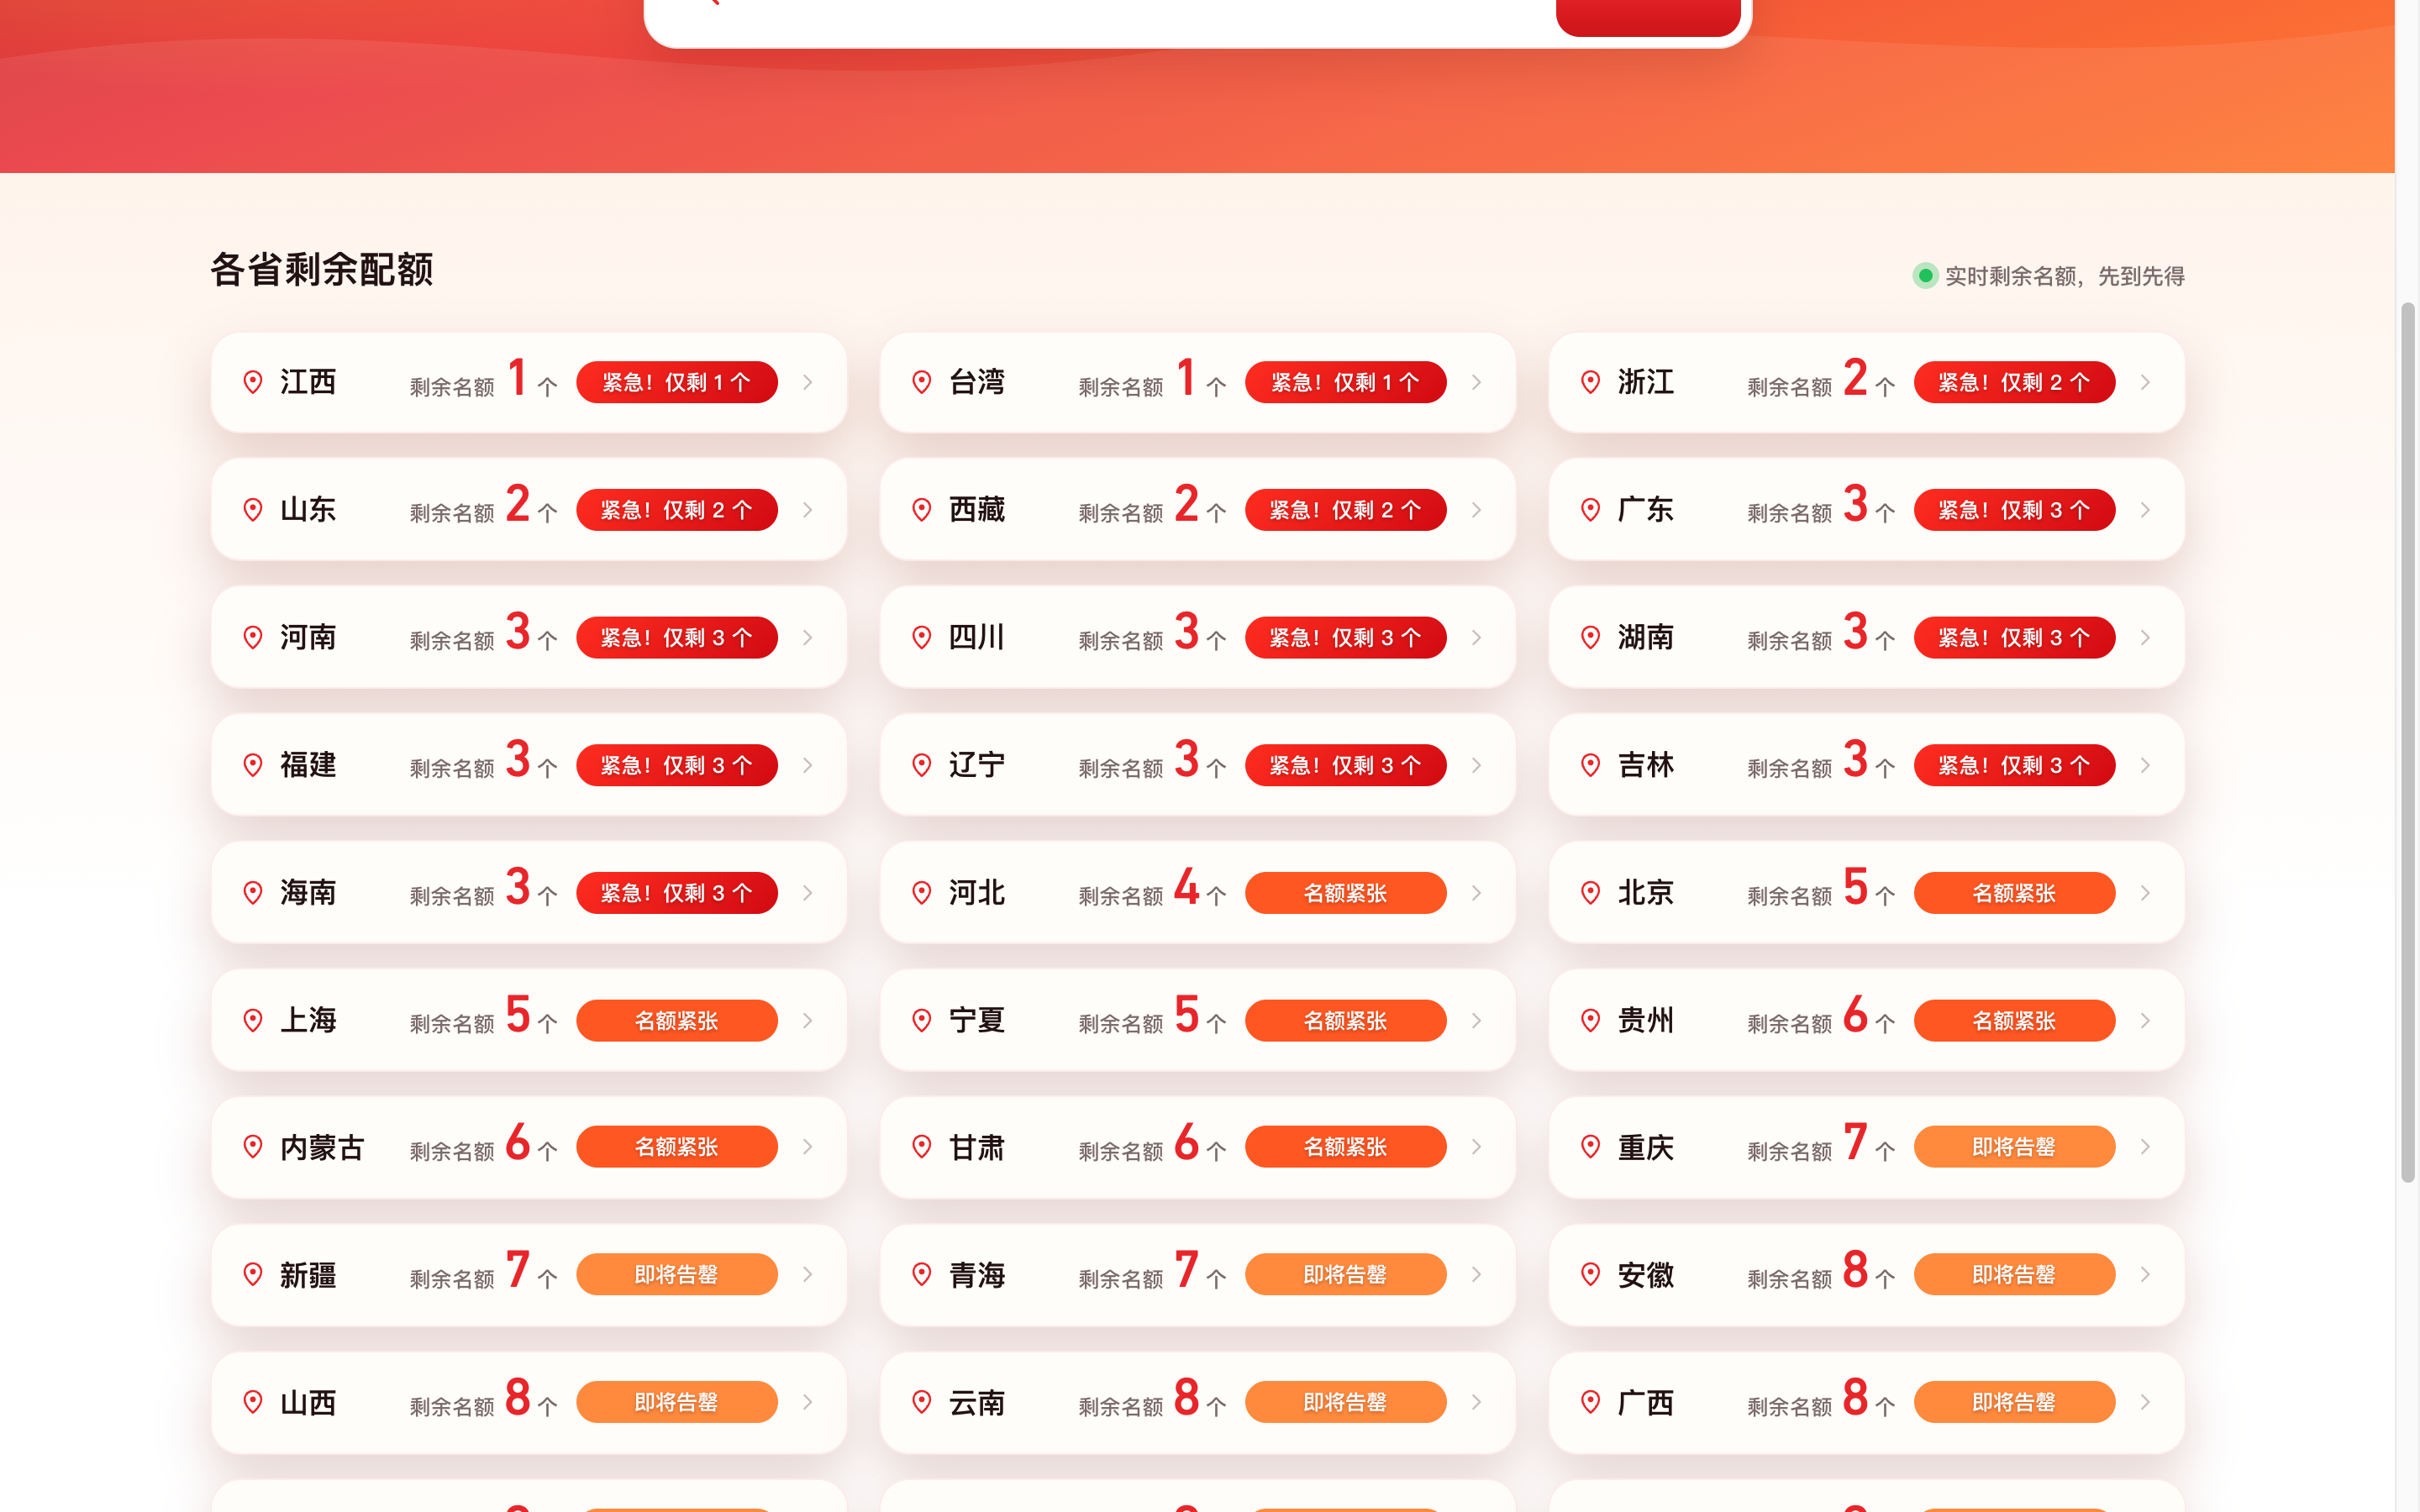 各省剩余配额
实时剩余名额，先到先得
江西 剩余名额 1 个 紧急！仅剩 1 个
台湾 剩余名额 1 个 紧急！仅剩 1 个
浙江 剩余名额 2 个 紧急！仅剩 2 个
山东 剩余名额 2 个 紧急！仅剩 2 个
西藏 剩余名额 2 个 紧急！仅剩 2 个
广东 剩余名额 3 个 紧急！仅剩 3 个
河南 剩余名额 3 个 紧急！仅剩 3 个
四川 剩余名额 3 个 紧急！仅剩 3 个
湖南 剩余名额 3 个 紧急！仅剩 3 个
福建 剩余名额 3 个 紧急！仅剩 3 个
辽宁 剩余名额 3 个 紧急！仅剩 3 个
吉林 剩余名额 3 个 紧急！仅剩 3 个
海南 剩余名额 3 个 紧急！仅剩 3 个
河北 剩余名额 4 个 名额紧张
北京 剩余名额 5 个 名额紧张
上海 剩余名额 5 个 名额紧张
宁夏 剩余名额 5 个 名额紧张
贵州 剩余名额 6 个 名额紧张
内蒙古 剩余名额 6 个 名额紧张
甘肃 剩余名额 6 个 名额紧张
重庆 剩余名额 7 个 即将告罄
新疆 剩余名额 7 个 即将告罄
青海 剩余名额 7 个 即将告罄
安徽 剩余名额 8 个 即将告罄
山西 剩余名额 8 个 即将告罄
云南 剩余名额 8 个 即将告罄
广西 剩余名额 8 个 即将告罄